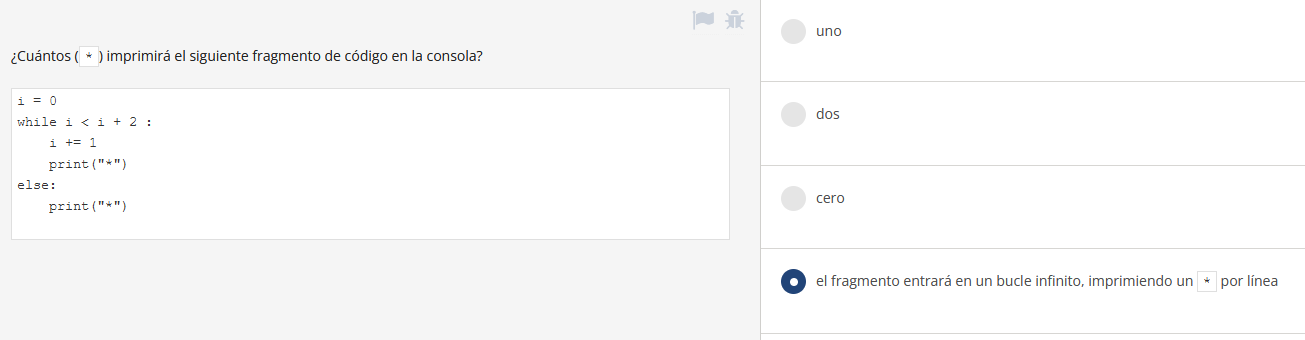 ¿Cuántos ( * ) imprimirá el siguiente fragmento de código en la consola?
i = 0
while i < i + 2 :
    i += 1
    print("*")
else:
    print("*")
uno
dos
cero
el fragmento entrará en un bucle infinito, imprimiendo un * por línea